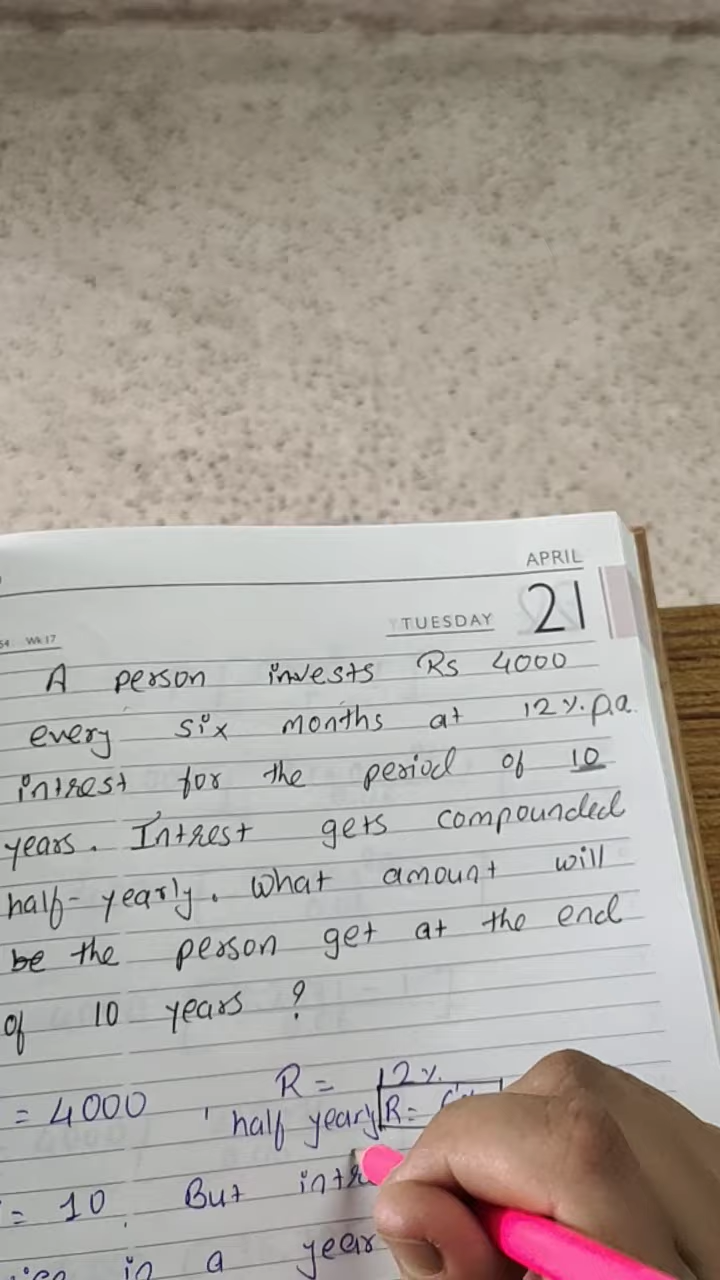 APRIL
TUESDAY 21
Wk 17
A person invests Rs 4000
every six months at 12%.p.a.
intrest for the period of 10
years. Intrest gets compounded
half-yearly. What amount will
be the person get at the end
of 10 years ?
= 4000 , R = 12%
half yearly R =
= 10. But
in a year